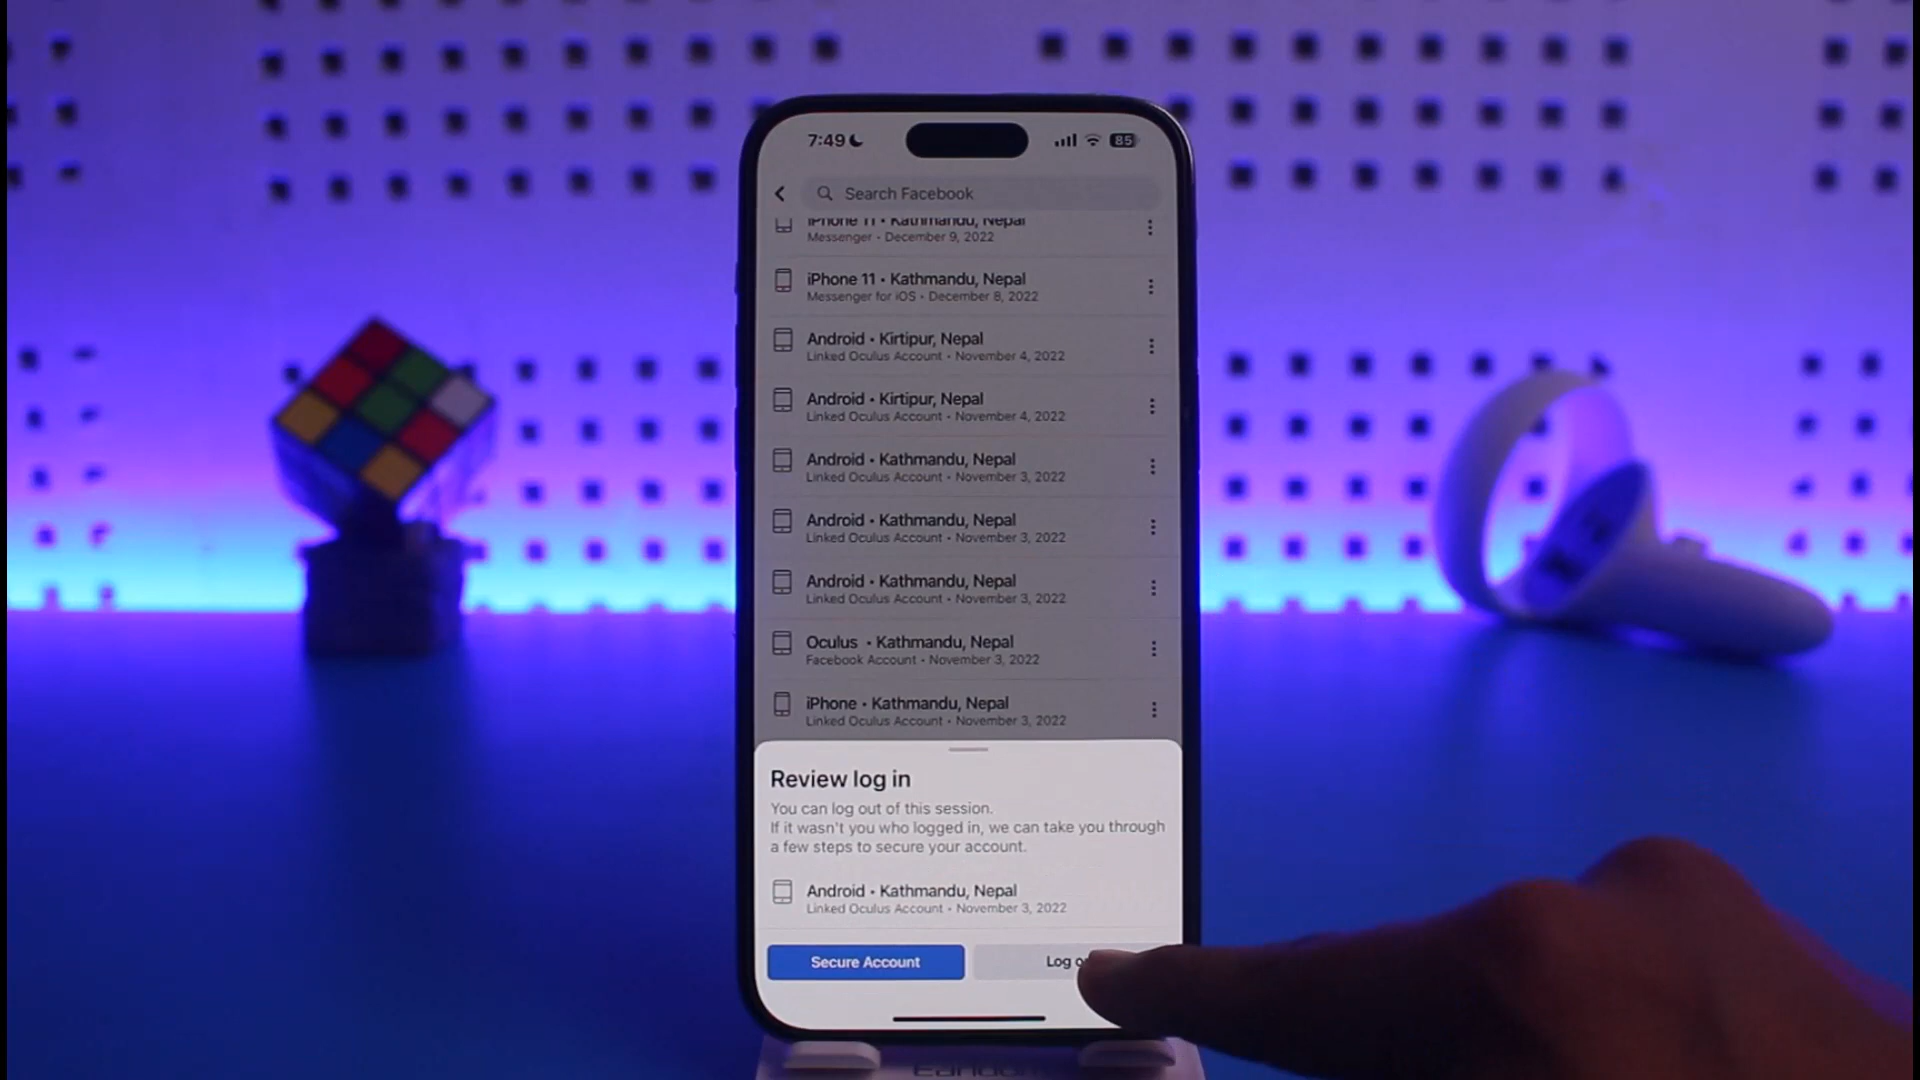 7:49
85
Search Facebook
iPhone 11 • Kathmandu, Nepal
Messenger • December 9, 2022
iPhone 11 • Kathmandu, Nepal
Messenger for iOS • December 8, 2022
Android • Kirtipur, Nepal
Linked Oculus Account • November 4, 2022
Android • Kirtipur, Nepal
Linked Oculus Account • November 4, 2022
Android • Kathmandu, Nepal
Linked Oculus Account • November 3, 2022
Android • Kathmandu, Nepal
Linked Oculus Account • November 3, 2022
Android • Kathmandu, Nepal
Linked Oculus Account • November 3, 2022
Oculus • Kathmandu, Nepal
Facebook Account • November 3, 2022
iPhone • Kathmandu, Nepal
Linked Oculus Account • November 3, 2022
Review log in
You can log out of this session.
If it wasn't you who logged in, we can take you through
a few steps to secure your account.
Android • Kathmandu, Nepal
Linked Oculus Account • November 3, 2022
Secure Account
Log o